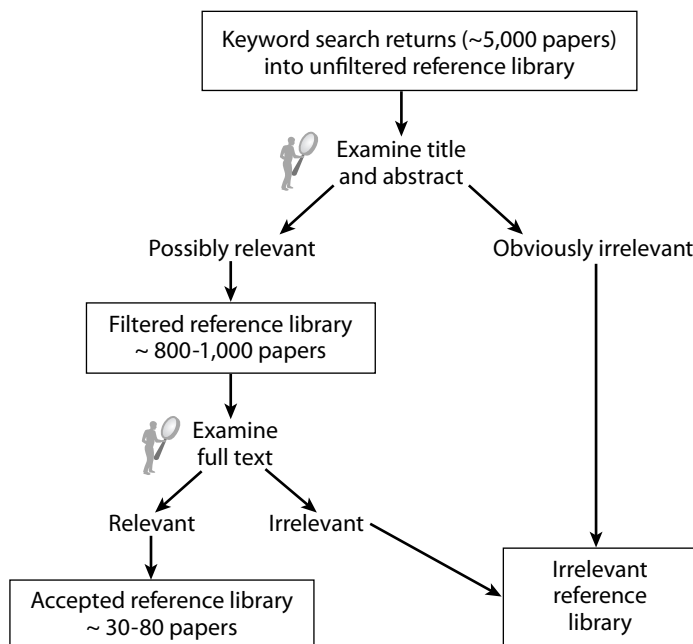 Keyword search returns (~5,000 papers)
into unfiltered reference library
Examine title
and abstract
Possibly relevant
Obviously irrelevant
Filtered reference library
~ 800-1,000 papers
Examine
full text
Relevant
Irrelevant
Accepted reference library
~ 30-80 papers
Irrelevant
reference
library